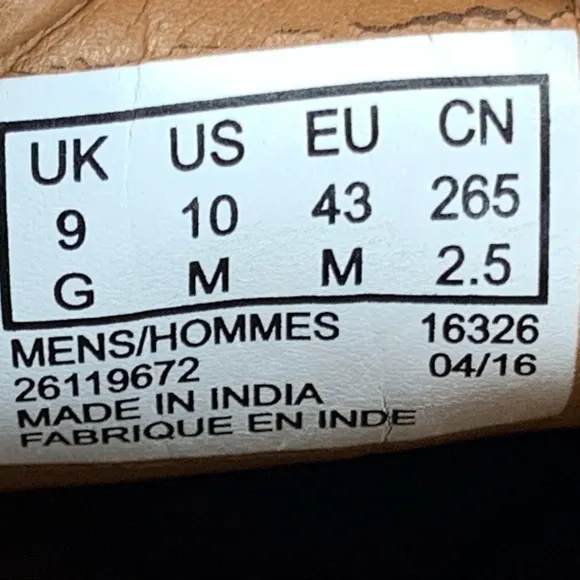 UK US EU CN
9 10 43 265
G M M 2.5
MENS/HOMMES 16326
26119672 04/16
MADE IN INDIA
FABRIQUE EN INDE